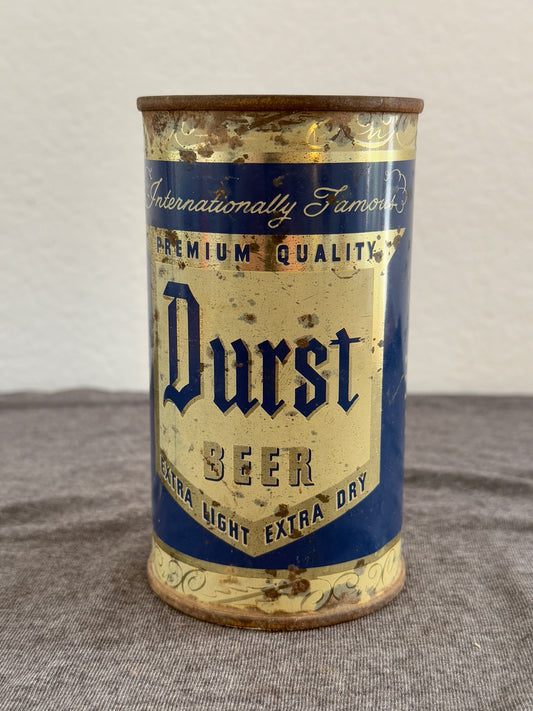 Internationally Famous
PREMIUM QUALITY
Durst
BEER
EXTRA LIGHT EXTRA DRY